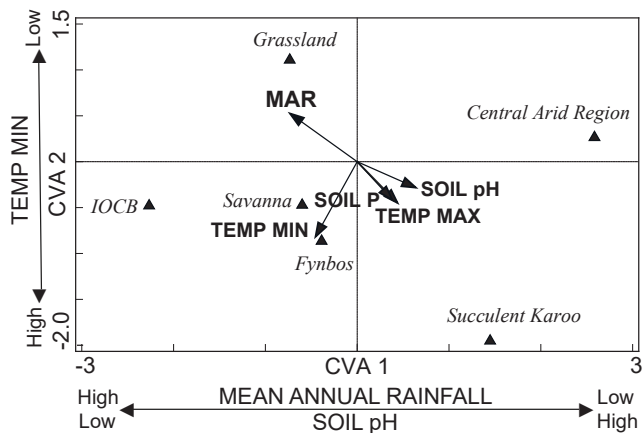 1.5
Low
Grassland
MAR
Central Arid Region
TEMP MIN
CVA 2
SOIL pH
IOCB
Savanna
SOIL P
TEMP MAX
TEMP MIN
Fynbos
Succulent Karoo
High
-2.0
-3
CVA 1
3
High
MEAN ANNUAL RAINFALL
Low
Low
SOIL pH
High